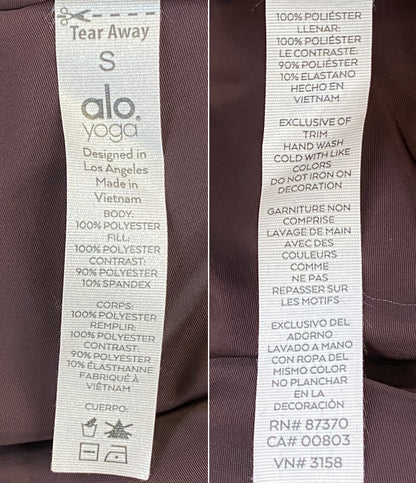 Tear Away
S
alo.
yoga
Designed in
Los Angeles
Made in
Vietnam
BODY:
100% POLYESTER
FILL:
100% POLYESTER
CONTRAST:
90% POLYESTER
10% SPANDEX
CORPS:
100% POLYESTER
REMPLIR:
100% POLYESTER
CONTRAST:
90% POLYESTER
10% ÉLASTHANNE
FABRIQUÉ À
VIÊTNAM
CUERPO:
100% POLIÉSTER
LLENAR:
100% POLIÉSTER
LE CONTRASTE:
90% POLIÉSTER
10% ELASTANO
HECHO EN
VIETNAM
EXCLUSIVE OF
TRIM
HAND WASH
COLD WITH LIKE
COLORS
DO NOT IRON ON
DECORATION
GARNITURE NON
COMPRISE
LAVAGE DE MAIN
AVEC DES
COULEURS
COMME
NE PAS
REPASSER SUR
LES MOTIFS
EXCLUSIVO DEL
ADORNO
LAVADO A MANO
CON ROPA DEL
MISMO COLOR
NO PLANCHAR
EN LA
DECORACIÓN
RN# 87370
CA# 00803
VN# 3158